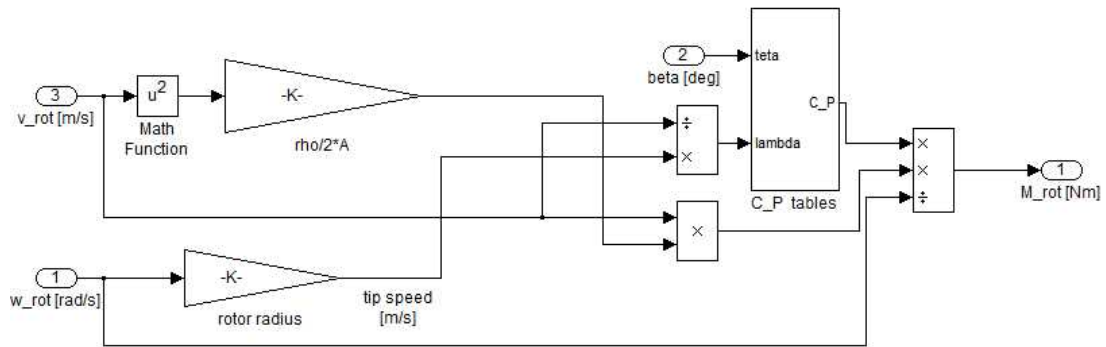 3
v_rot [m/s]
u²
Math
Function
-K-
rho/2*A
2
beta [deg]
teta
C_P
lambda
C_P tables
÷
×
×
×
×
÷
1
M_rot [Nm]
1
w_rot [rad/s]
-K-
rotor radius
tip speed
[m/s]